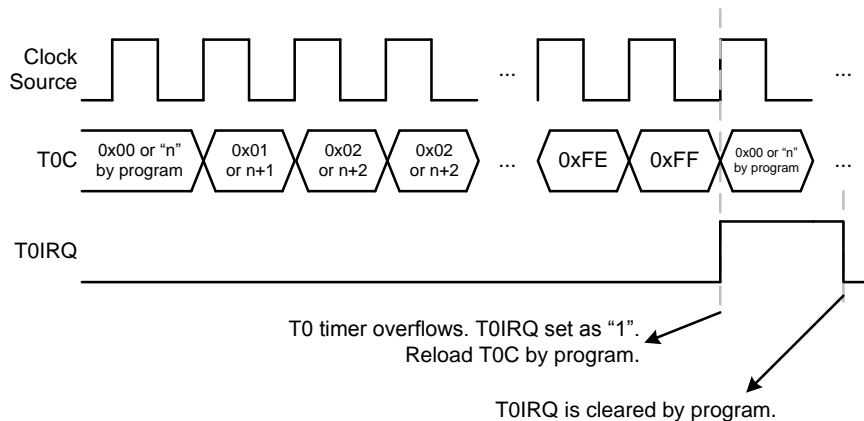 Clock
Source
...
...
T0C
0x00 or “n”
by program
0x01
or n+1
0x02
or n+2
0x02
or n+2
...
0xFE
0xFF
0x00 or “n”
by program
...
T0IRQ
T0 timer overflows. T0IRQ set as “1”.
Reload T0C by program.
T0IRQ is cleared by program.